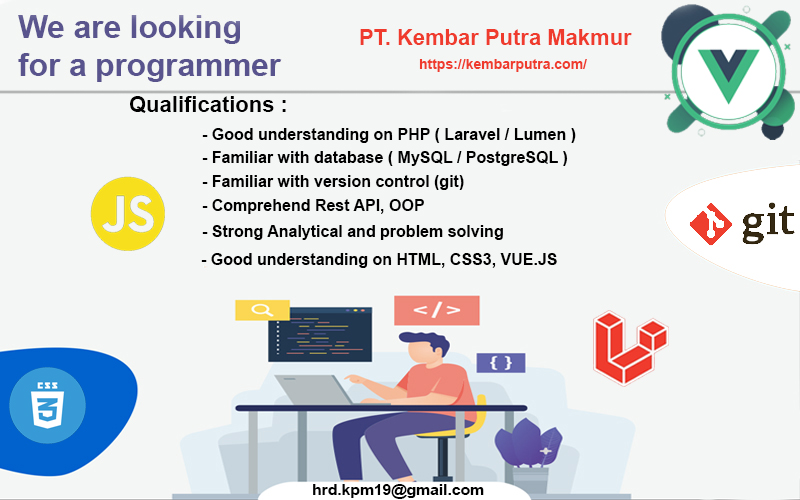 We are looking
for a programmer
PT. Kembar Putra Makmur
https://kembarputra.com/
Qualifications :
- Good understanding on PHP ( Laravel / Lumen )
- Familiar with database ( MySQL / PostgreSQL )
- Familiar with version control (git)
- Comprehend Rest API, OOP
- Strong Analytical and problem solving
- Good understanding on HTML, CSS3, VUE.JS
JS
git
</>
{ }
CSS
3
hrd.kpm19@gmail.com